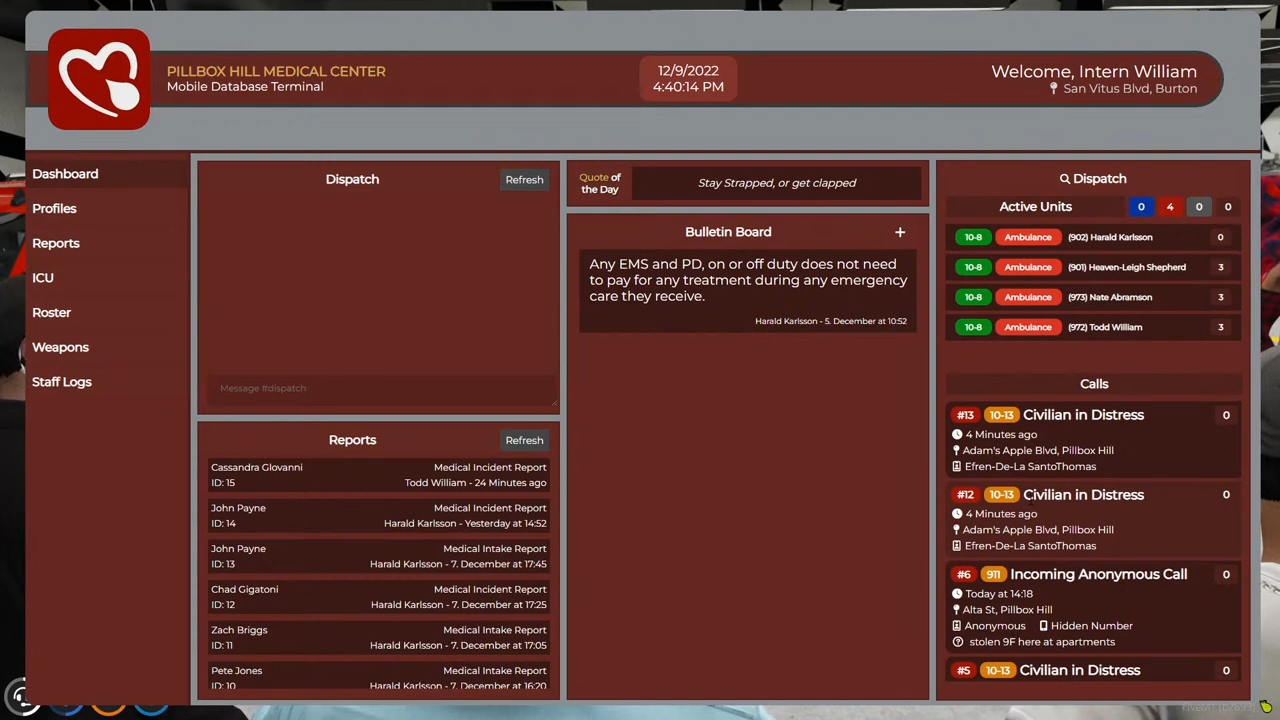 PILLBOX HILL MEDICAL CENTER
Mobile Database Terminal
12/9/2022
4:40:14 PM
Welcome, Intern William
San Vitus Blvd, Burton
Dashboard
Profiles
Reports
ICU
Roster
Weapons
Staff Logs
Dispatch
Refresh
Message #dispatch
Reports
Refresh
Cassandra GIovanni Medical Incident Report
ID: 15 Todd William - 24 Minutes ago
John Payne Medical Incident Report
ID: 14 Harald Karlsson - Yesterday at 14:52
John Payne Medical Intake Report
ID: 13 Harald Karlsson - 7. December at 17:45
Chad Gigatoni Medical Incident Report
ID: 12 Harald Karlsson - 7. December at 17:25
Zach Briggs Medical Intake Report
ID: 11 Harald Karlsson - 7. December at 17:05
Pete Jones Medical Intake Report
ID: 10 Harald Karlsson - 7. December at 16:20
Quote of
the Day
Stay Strapped, or get clapped
Bulletin Board +
Any EMS and PD, on or off duty does not need
to pay for any treatment during any emergency
care they receive.
Harald Karlsson - 5. December at 10:52
Dispatch
Active Units 0 4 0 0
10-8 Ambulance (902) Harald Karlsson 0
10-8 Ambulance (901) Heaven-Leigh Shepherd 3
10-8 Ambulance (973) Nate Abramson 3
10-8 Ambulance (972) Todd William 3
Calls
#13 10-13 Civilian in Distress 0
4 Minutes ago
Adam's Apple Blvd, Pillbox Hill
Efren-De-La SantoThomas
#12 10-13 Civilian in Distress 0
4 Minutes ago
Adam's Apple Blvd, Pillbox Hill
Efren-De-La SantoThomas
#6 911 Incoming Anonymous Call 0
Today at 14:18
Alta St, Pillbox Hill
Anonymous Hidden Number
stolen 9F here at apartments
#5 10-13 Civilian in Distress 0